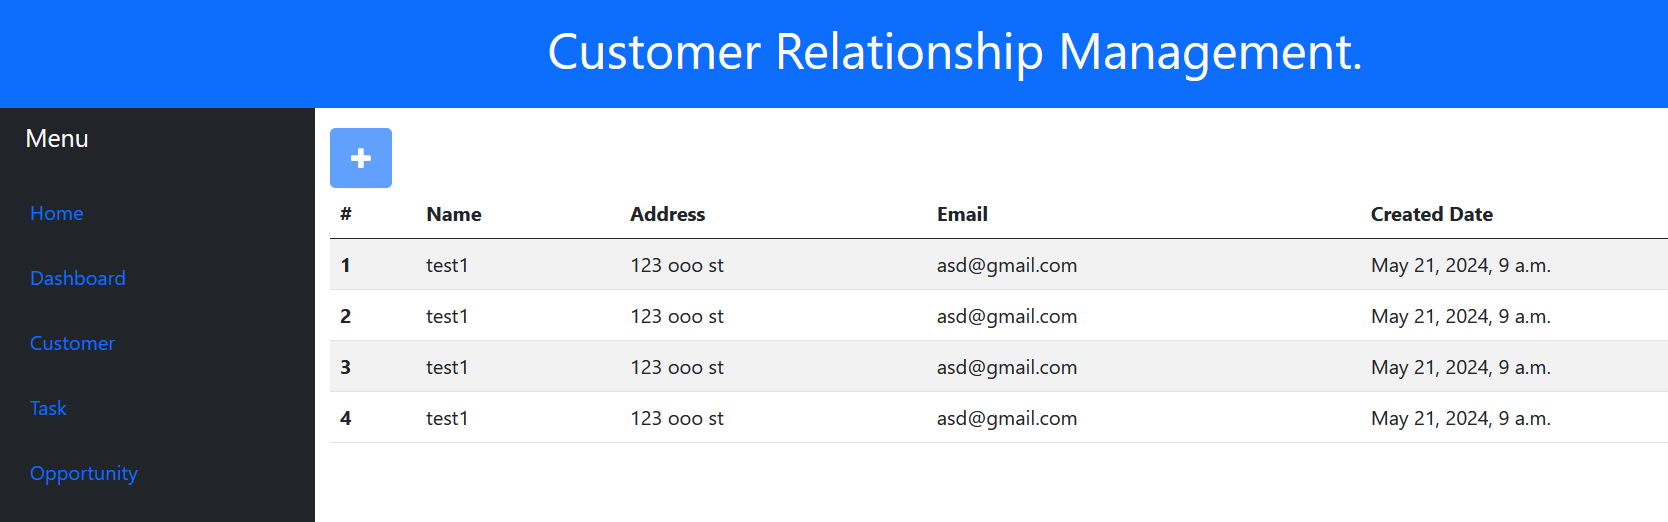 Customer Relationship Management.
Menu
Home
Dashboard
Customer
Task
Opportunity
# Name Address Email Created Date
1 test1 123 ooo st asd@gmail.com May 21, 2024, 9 a.m.
2 test1 123 ooo st asd@gmail.com May 21, 2024, 9 a.m.
3 test1 123 ooo st asd@gmail.com May 21, 2024, 9 a.m.
4 test1 123 ooo st asd@gmail.com May 21, 2024, 9 a.m.